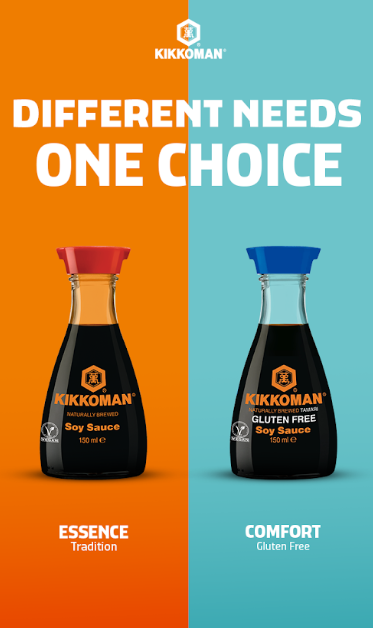 KIKKOMAN®
DIFFERENT NEEDS
ONE CHOICE
KIKKOMAN®
NATURALLY BREWED
Soy Sauce
150 ml e
KIKKOMAN®
NATURALLY BREWED TAMARI
GLUTEN FREE
Soy Sauce
150 ml e
ESSENCE
Tradition
COMFORT
Gluten Free